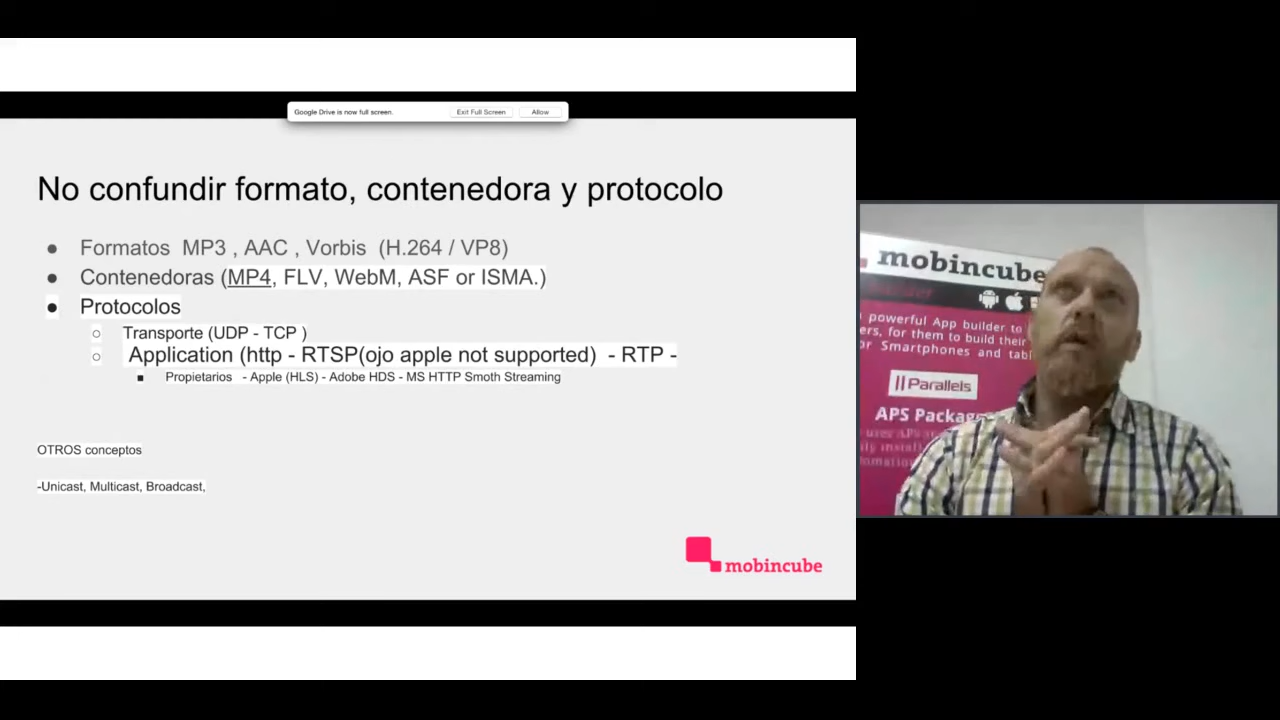 Google Drive is now full screen.
Exit Full Screen
Allow
No confundir formato, contenedora y protocolo
● Formatos MP3 , AAC , Vorbis (H.264 / VP8)
● Contenedoras (MP4, FLV, WebM, ASF or ISMA.)
● Protocolos
○ Transporte (UDP - TCP )
○ Application (http - RTSP(ojo apple not supported) - RTP -
■ Propietarios - Apple (HLS) - Adobe HDS - MS HTTP Smoth Streaming
OTROS conceptos
-Unicast, Multicast, Broadcast,
mobincube
mobincube
powerful App builder to
ers, for them to build their
or Smartphones and tabl
Parallels
APS Packag